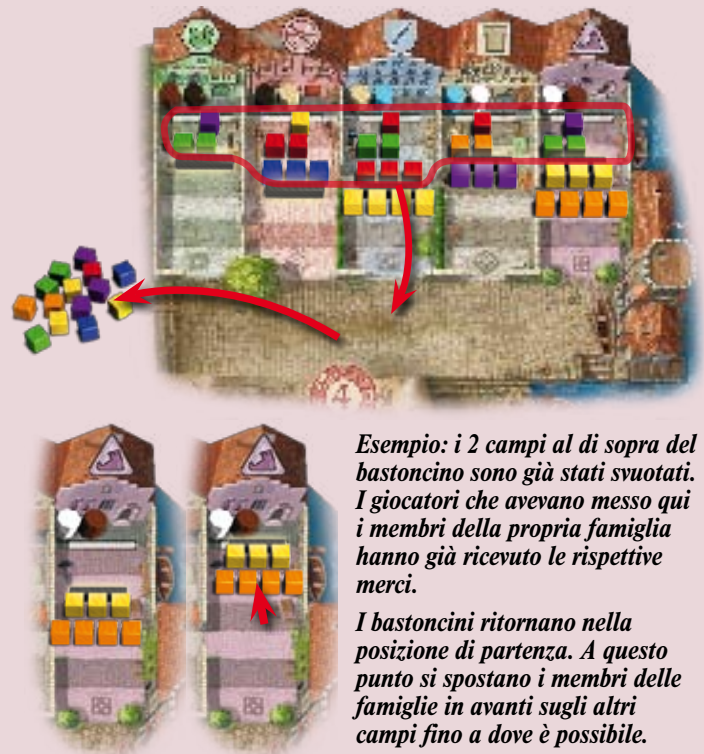 4
Esempio: i 2 campi al di sopra del
bastoncino sono già stati svuotati.
I giocatori che avevano messo qui
i membri della propria famiglia
hanno già ricevuto le rispettive
merci.
I bastoncini ritornano nella
posizione di partenza. A questo
punto si spostano i membri delle
famiglie in avanti sugli altri
campi fino a dove è possibile.